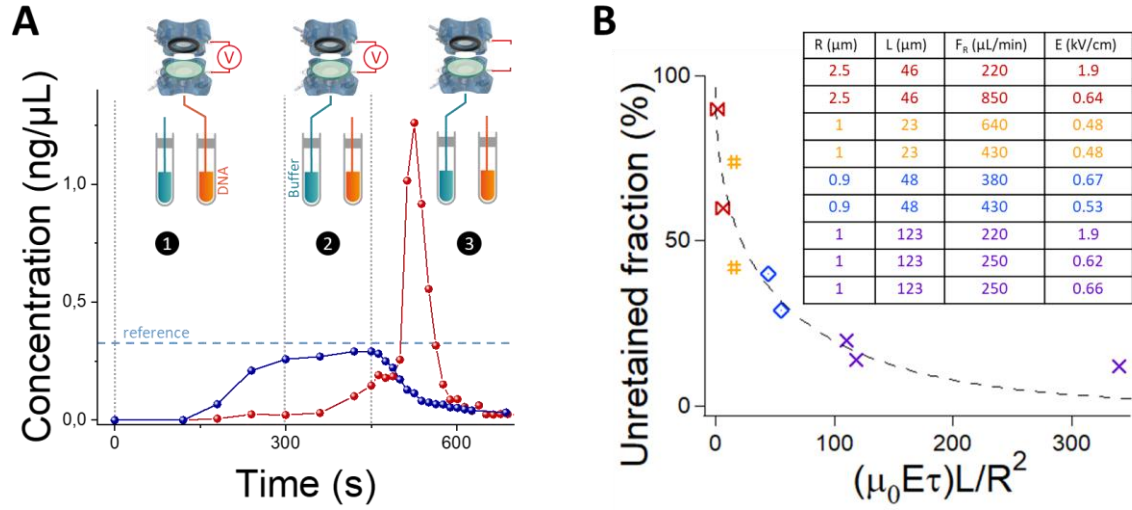 A
V
V
Buffer
DNA
1
2
3
Concentration (ng/µL)
1,0
0,5
0,0
reference
0
300
600
Time (s)
B
R (µm) L (µm) F_R (µL/min) E (kV/cm)
2.5 46 220 1.9
2.5 46 850 0.64
1 23 640 0.48
1 23 430 0.48
0.9 48 380 0.67
0.9 48 430 0.53
1 123 220 1.9
1 123 250 0.62
1 123 250 0.66
Unretained fraction (%)
100
50
0
0
100
200
300
(µ₀Eτ)L/R²